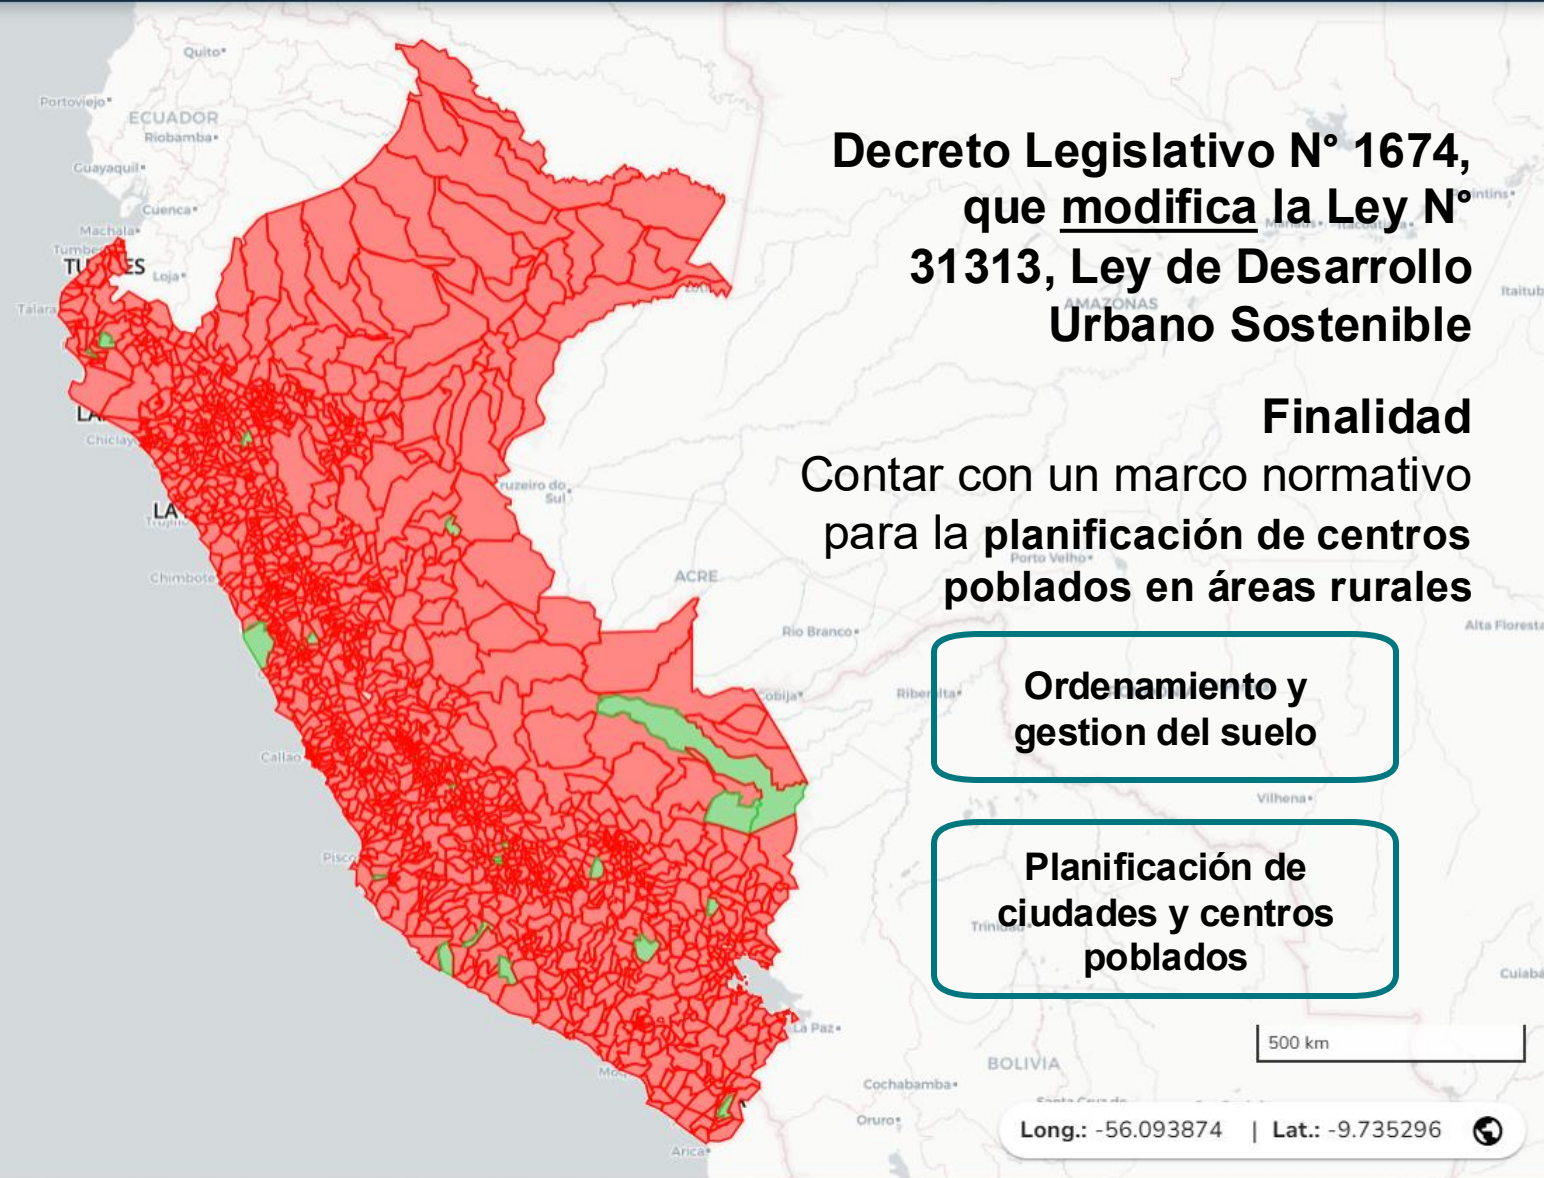 Decreto Legislativo N° 1674,
que modifica la Ley N°
31313, Ley de Desarrollo
Urbano Sostenible
Finalidad
Contar con un marco normativo
para la planificación de centros
poblados en áreas rurales
Ordenamiento y
gestion del suelo
Planificación de
ciudades y centros
poblados
Quito
Portoviejo
ECUADOR
Riobamba
Guayaquil
Cuenca
Machala
Loja
Talara
Chimbote
Callao
Pisco
Arica
ACRE
Rio Branco
Cobija
AMAZONAS
Porto Velho
Alta Floresta
Vilhena
La Paz
BOLIVIA
Cochabamba
Oruro
500 km
Long.: -56.093874 | Lat.: -9.735296